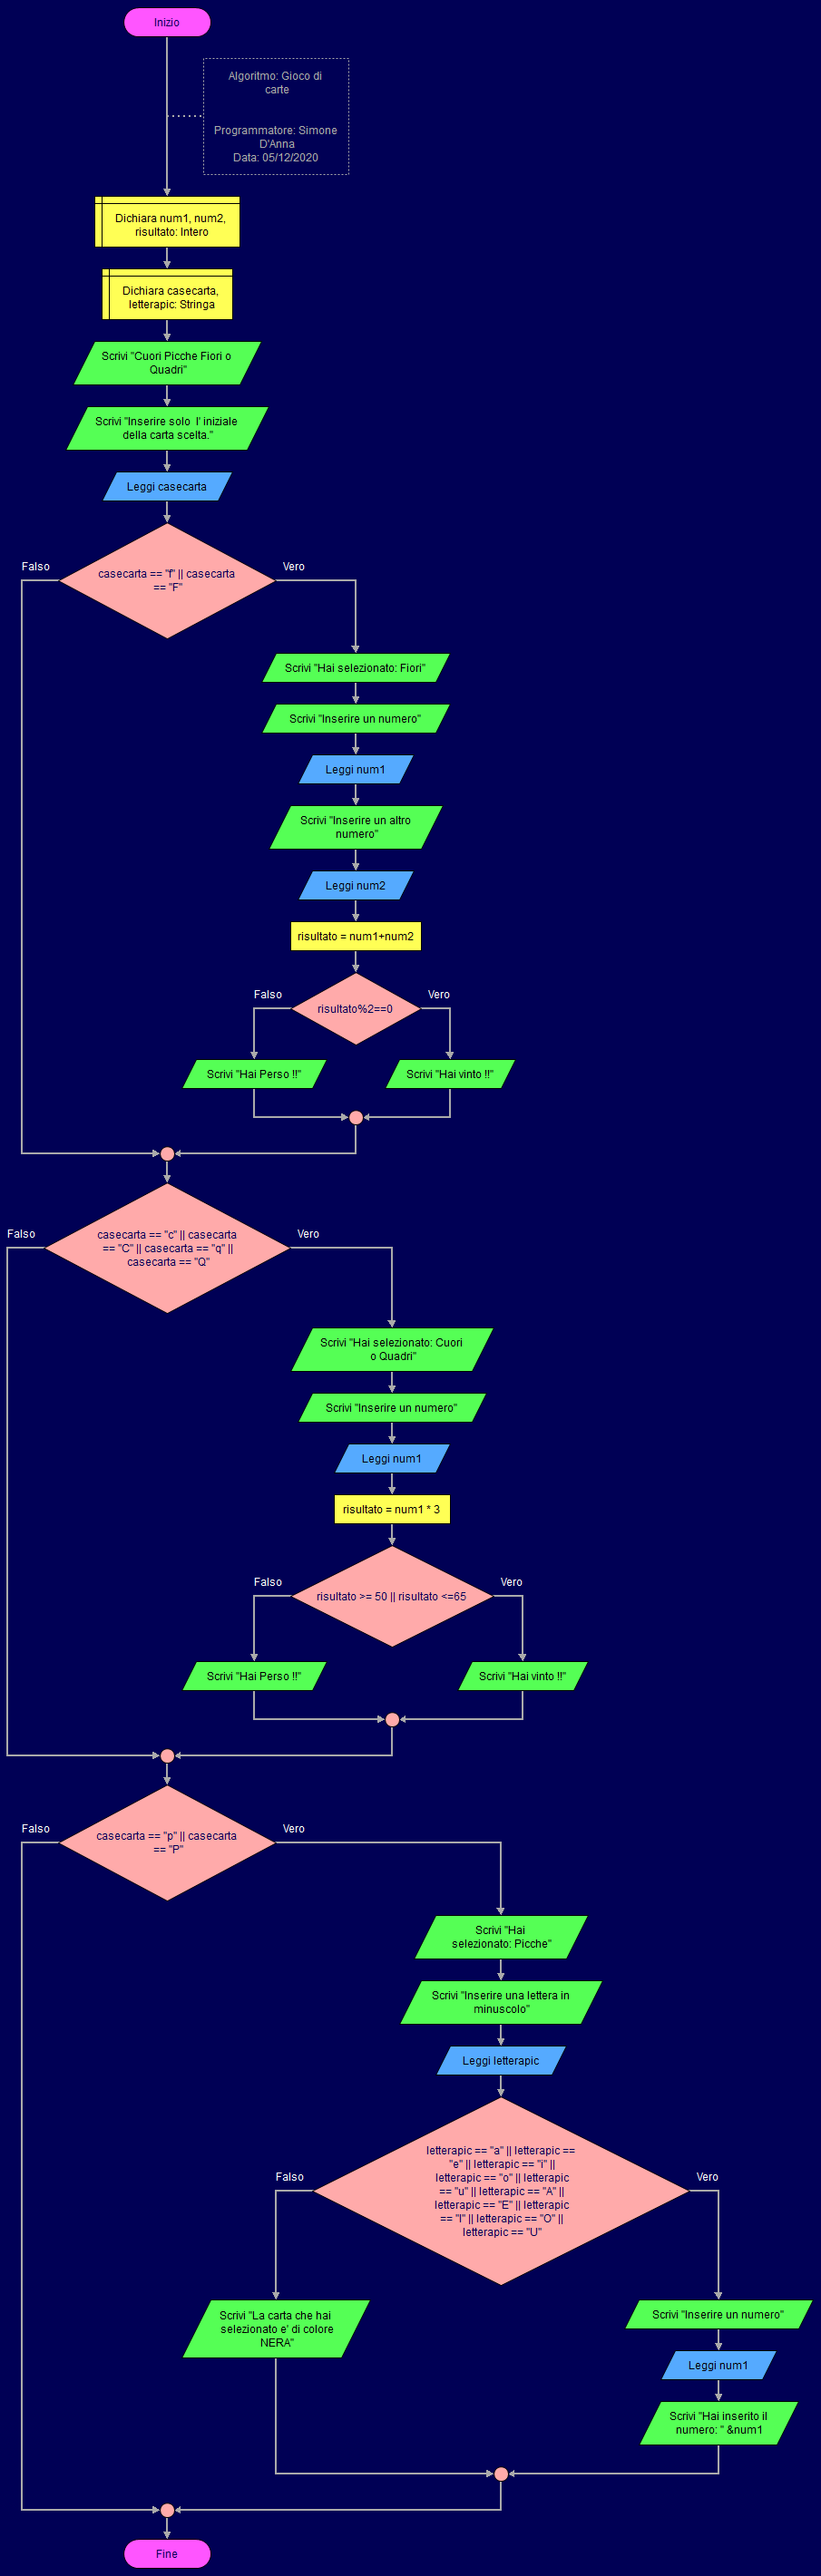 Inizio
Algoritmo: Gioco di
carte
Programmatore: Simone
D'Anna
Data: 05/12/2020
Dichiara num1, num2,
risultato: Intero
Dichiara casecarta,
letterapic: Stringa
Scrivi "Cuori Picche Fiori o
Quadri"
Scrivi "Inserire solo  l' iniziale
della carta scelta."
Leggi casecarta
Falso
Vero
casecarta == "f" || casecarta
== "F"
Scrivi "Hai selezionato: Fiori"
Scrivi "Inserire un numero"
Leggi num1
Scrivi "Inserire un altro
numero"
Leggi num2
risultato = num1+num2
Falso
Vero
risultato%2==0
Scrivi "Hai Perso !!"
Scrivi "Hai vinto !!"
Falso
Vero
casecarta == "c" || casecarta
== "C" || casecarta == "q" ||
casecarta == "Q"
Scrivi "Hai selezionato: Cuori
o Quadri"
Scrivi "Inserire un numero"
Leggi num1
risultato = num1 * 3
Falso
Vero
risultato >= 50 || risultato <=65
Scrivi "Hai Perso !!"
Scrivi "Hai vinto !!"
Falso
Vero
casecarta == "p" || casecarta
== "P"
Scrivi "Hai
selezionato: Picche"
Scrivi "Inserire una lettera in
minuscolo"
Leggi letterapic
letterapic == "a" || letterapic ==
"e" || letterapic == "i" ||
letterapic == "o" || letterapic
== "u" || letterapic == "A" ||
letterapic == "E" || letterapic
== "I" || letterapic == "O" ||
letterapic == "U"
Falso
Vero
Scrivi "La carta che hai
selezionato e' di colore
NERA"
Scrivi "Inserire un numero"
Leggi num1
Scrivi "Hai inserito il
numero: " &num1
Fine